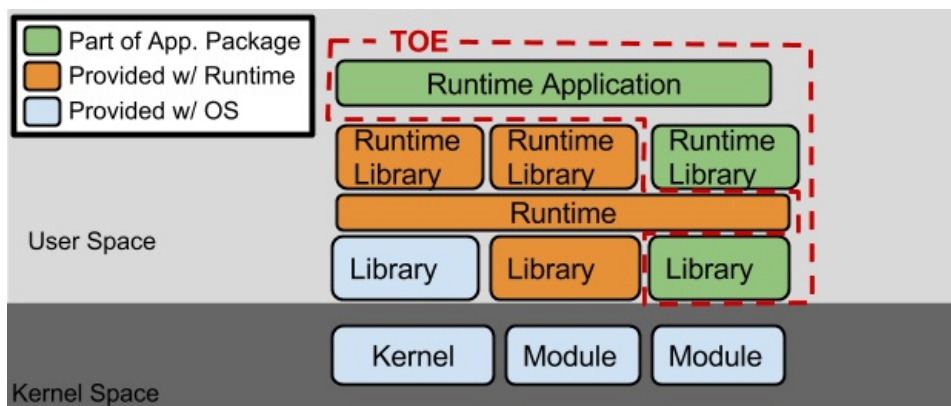 Part of App. Package
Provided w/ Runtime
Provided w/ OS
TOE
Runtime Application
Runtime Library
Runtime Library
Runtime Library
Runtime
User Space
Library
Library
Library
Kernel
Module
Module
Kernel Space